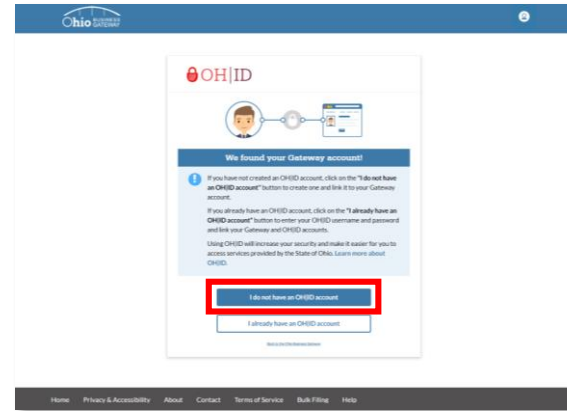 Ohio BUSINESS
GATEWAY
OH|ID
We found your Gateway account!
If you have not created an OH|ID account, click on the "I do not have
an OH|ID account" button to create one and link it to your Gateway
account.
If you already have an OH|ID account, click on the "I already have an
OH|ID account" button to enter your OH|ID username and password
and link your Gateway and OH|ID accounts.
Using OH|ID will increase your security and make it easier for you to
access services provided by the State of Ohio. Learn more about
OH|ID.
I do not have an OH|ID account
I already have an OH|ID account
Back to the Ohio Business Gateway
Home Privacy & Accessibility About Contact Terms of Service Bulk Filing Help